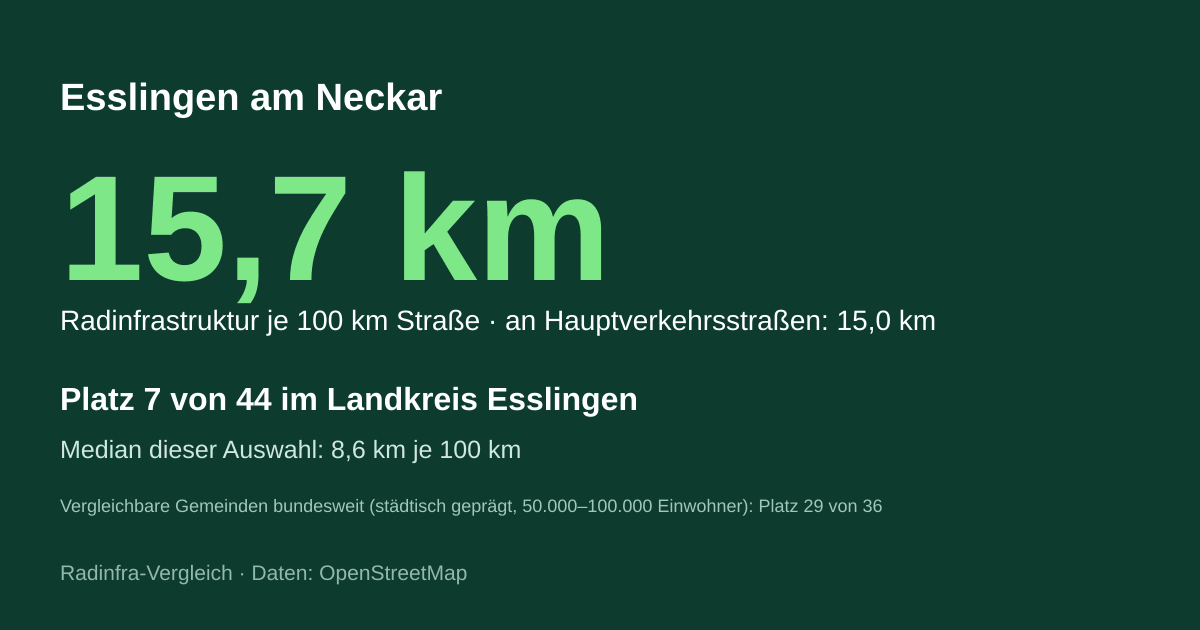 Esslingen am Neckar
15,7 km
Radinfrastruktur je 100 km Straße · an Hauptverkehrsstraßen: 15,0 km
Platz 7 von 44 im Landkreis Esslingen
Median dieser Auswahl: 8,6 km je 100 km
Vergleichbare Gemeinden bundesweit (städtisch geprägt, 50.000–100.000 Einwohner): Platz 29 von 36
Radinfra-Vergleich · Daten: OpenStreetMap